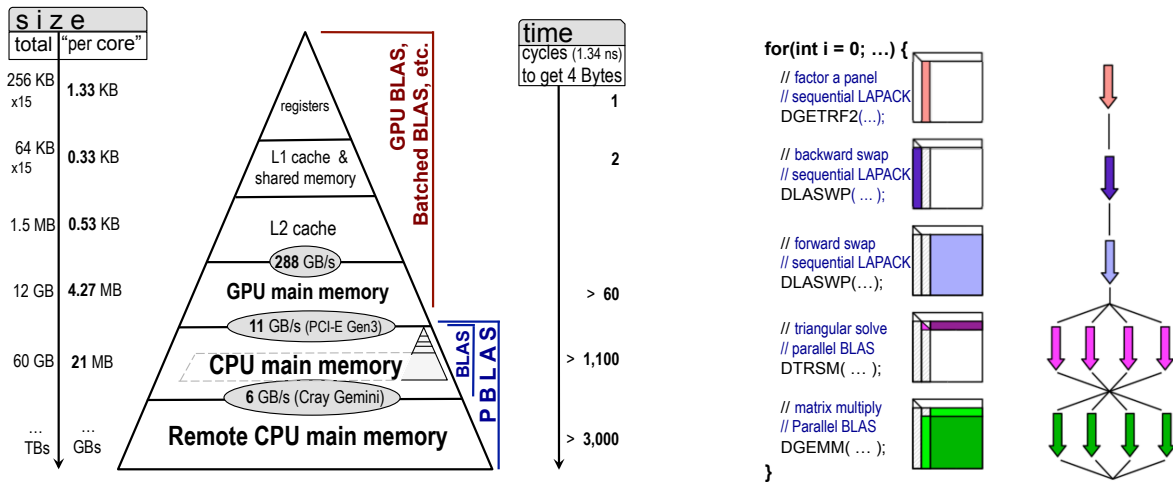 size
total "per core"
256 KB
x15
1.33 KB
64 KB
x15
0.33 KB
1.5 MB
0.53 KB
12 GB
4.27 MB
60 GB
21 MB
...
TBs
...
GBs
registers
L1 cache &
shared memory
L2 cache
288 GB/s
GPU main memory
11 GB/s (PCI-E Gen3)
CPU main memory
6 GB/s (Cray Gemini)
Remote CPU main memory
GPU BLAS,
Batched BLAS, etc.
BLAS
PBLAS
time
cycles (1.34 ns)
to get 4 Bytes
1
2
> 60
> 1,100
> 3,000
for(int i = 0; ...) {
// factor a panel
// sequential LAPACK
DGETRF2(...);
// backward swap
// sequential LAPACK
DLASWP( ... );
// forward swap
// sequential LAPACK
DLASWP(...);
// triangular solve
// parallel BLAS
DTRSM( ... );
// matrix multiply
// Parallel BLAS
DGEMM( ... );
}